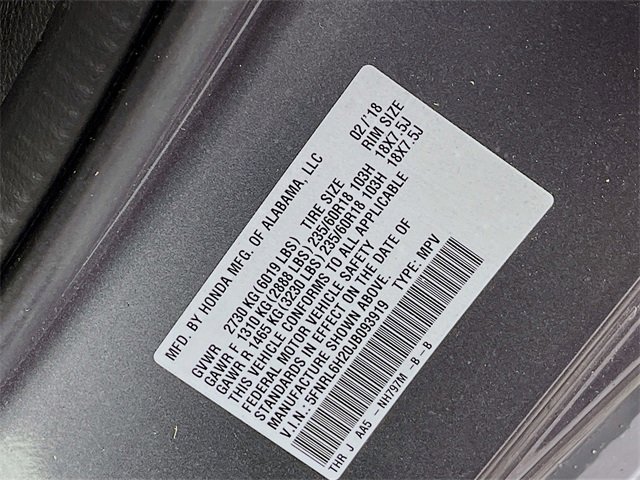 MFG. BY HONDA MFG. OF ALABAMA, LLC 02/'18
GVWR 2730 KG (6019 LBS) TIRE SIZE RIM SIZE
GAWR F 1310 KG (2888 LBS) 235/60R18 103H 18X7.5J
GAWR R 1465 KG (3230 LBS) 235/60R18 103H 18X7.5J
THIS VEHICLE CONFORMS TO ALL APPLICABLE
FEDERAL MOTOR VEHICLE SAFETY
STANDARDS IN EFFECT ON THE DATE OF
MANUFACTURE SHOWN ABOVE.
V.I.N.: 5FNRL6H20JB093919 TYPE: MPV
THR J AA5 -NH797M -B -B